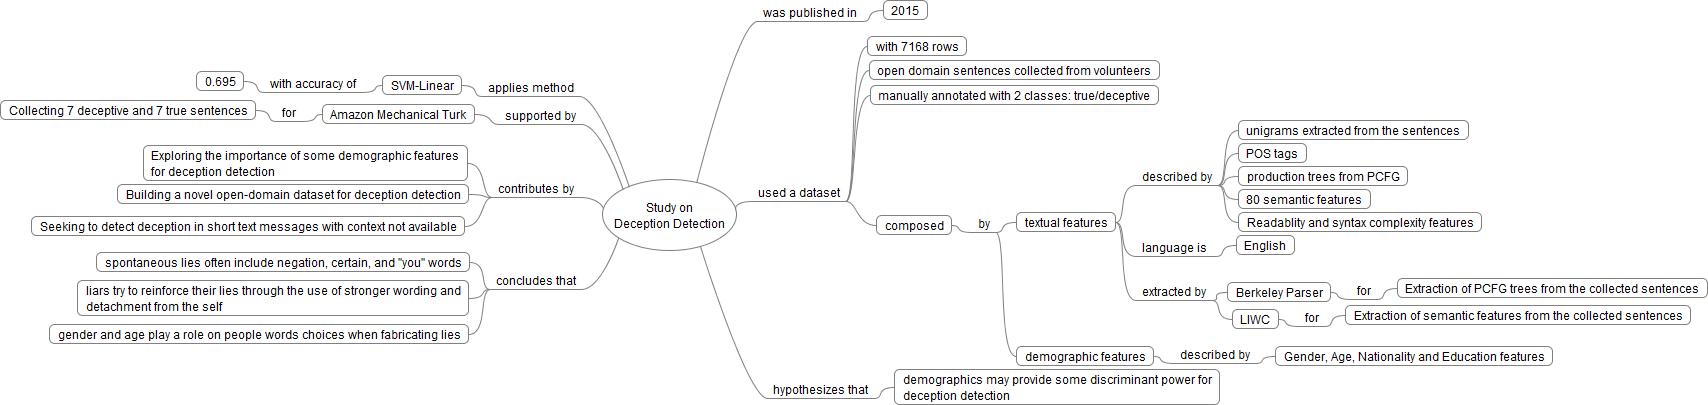 Study on
Deception Detection
was published in
2015
used a dataset
with 7168 rows
open domain sentences collected from volunteers
manually annotated with 2 classes: true/deceptive
composed
by
textual features
described by
unigrams extracted from the sentences
POS tags
production trees from PCFG
80 semantic features
Readablity and syntax complexity features
language is
English
extracted by
Berkeley Parser
for
Extraction of PCFG trees from the collected sentences
LIWC
for
Extraction of semantic features from the collected sentences
demographic features
described by
Gender, Age, Nationality and Education features
hypothesizes that
demographics may provide some discriminant power for
deception detection
applies method
SVM-Linear
with accuracy of
0.695
supported by
Amazon Mechanical Turk
for
Collecting 7 deceptive and 7 true sentences
contributes by
Exploring the importance of some demographic features
for deception detection
Building a novel open-domain dataset for deception detection
Seeking to detect deception in short text messages with context not available
concludes that
spontaneous lies often include negation, certain, and "you" words
liars try to reinforce their lies through the use of stronger wording and
detachment from the self
gender and age play a role on people words choices when fabricating lies